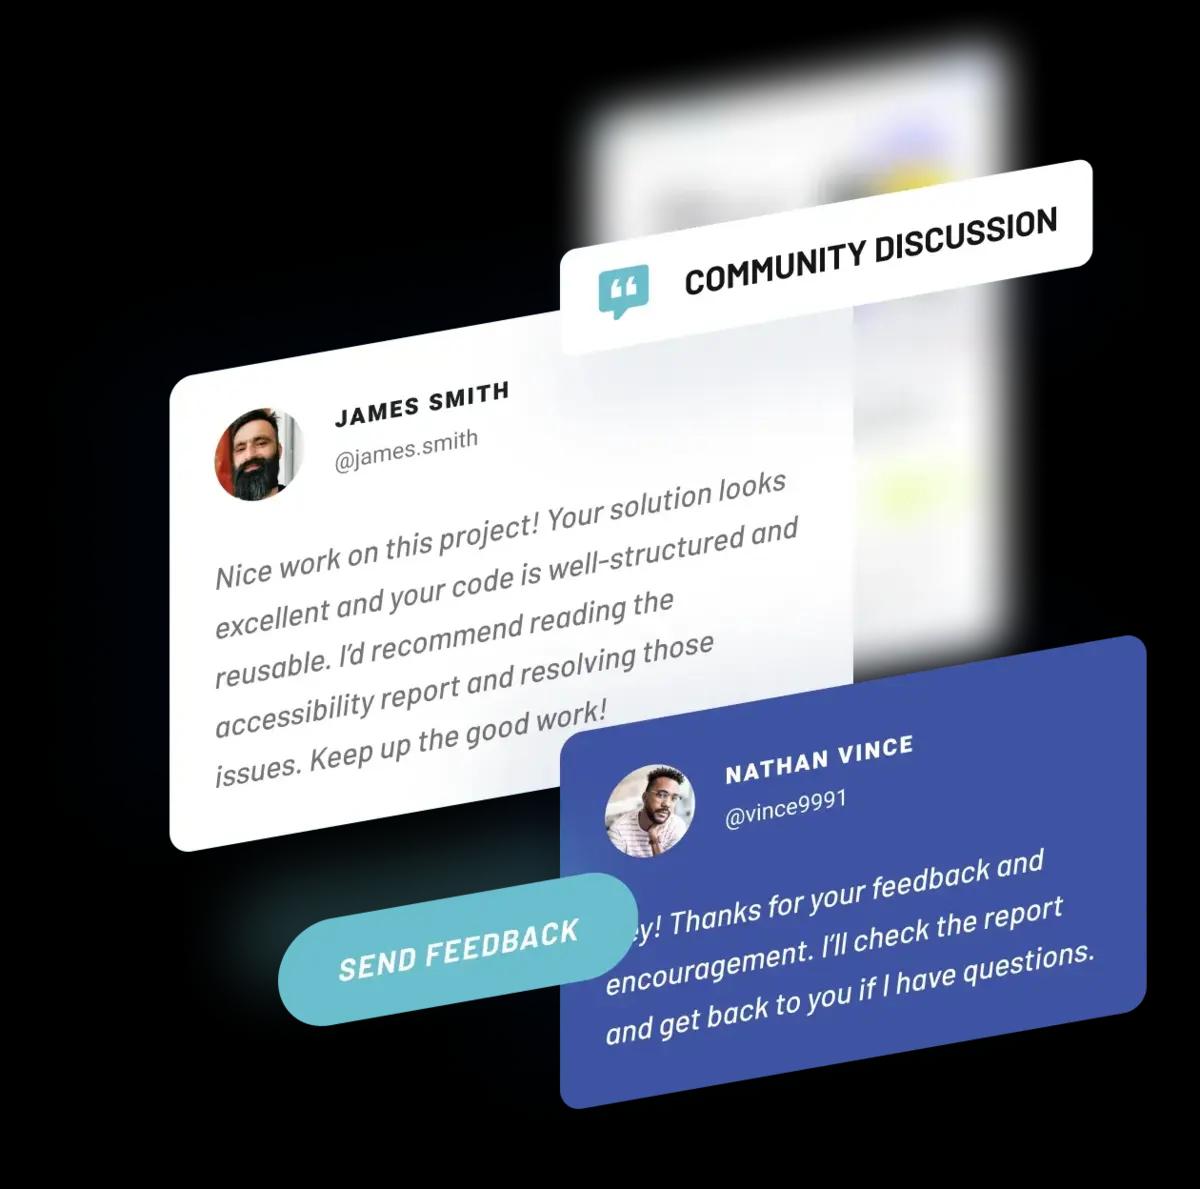 COMMUNITY DISCUSSION
JAMES SMITH
@james.smith
Nice work on this project! Your solution looks
excellent and your code is well-structured and
reusable. I'd recommend reading the
accessibility report and resolving those
issues. Keep up the good work!
NATHAN VINCE
@vince9991
ey! Thanks for your feedback and
encouragement. I'll check the report
and get back to you if I have questions.
SEND FEEDBACK